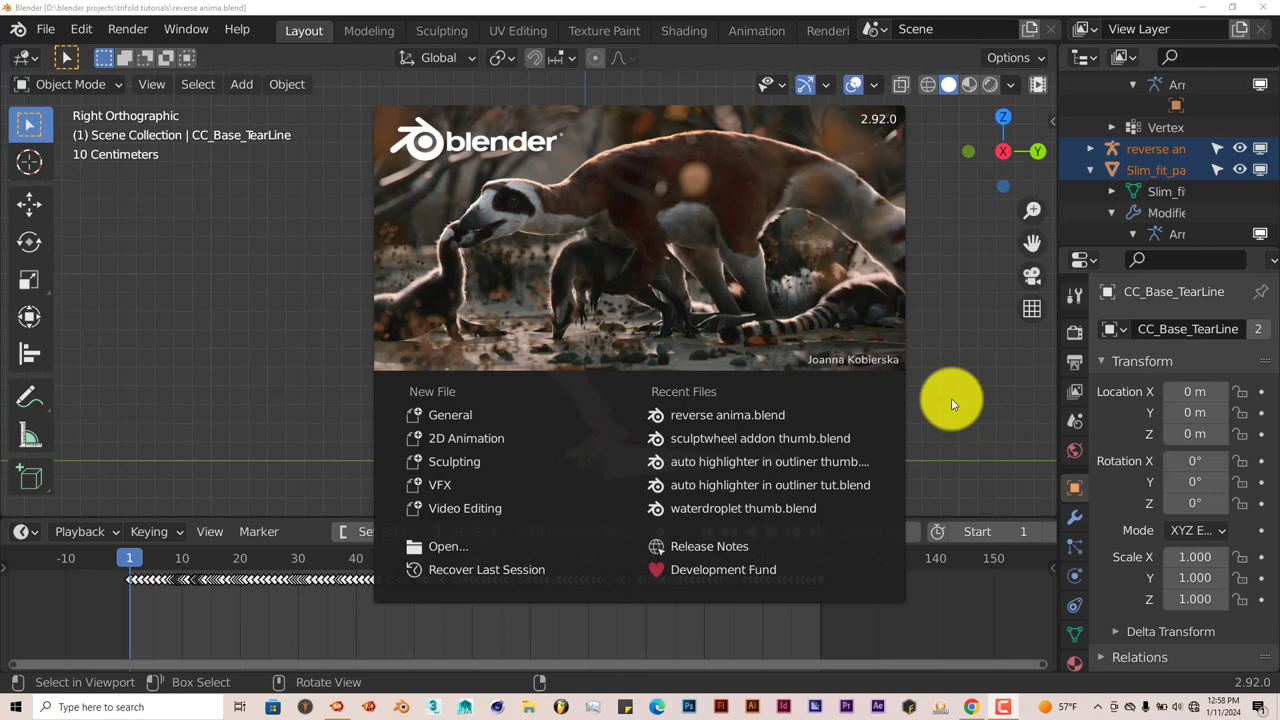 Blender [D:\blender projects\trifold tutorials\reverse anima.blend]
File Edit Render Window Help Layout Modeling Sculpting UV Editing Texture Paint Shading Animation Renderi Scene View Layer
Global Options
Object Mode View Select Add Object
Right Orthographic
(1) Scene Collection | CC_Base_TearLine
10 Centimeters
Z
X Y
blender
2.92.0
Joanna Kobierska
New File
General
2D Animation
Sculpting
VFX
Video Editing
Open...
Recover Last Session
Recent Files
reverse anima.blend
sculptwheel addon thumb.blend
auto highlighter in outliner thumb....
auto highlighter in outliner tut.blend
waterdroplet thumb.blend
Release Notes
Development Fund
Arr
Vertex
reverse an
Slim_fit_pa
Slim_fi
Modifie
Arr
CC_Base_TearLine
CC_Base_TearLine 2
Transform
Location X 0 m
Y 0 m
Z 0 m
Rotation X 0°
Y 0°
Z 0°
Mode XYZ E...
Scale X 1.000
Y 1.000
Z 1.000
Delta Transform
Relations
Playback Keying View Marker Start 1
-10 1 10 20 30 40 140 150
Select in Viewport Box Select Rotate View 2.92.0
Type here to search
57°F
12:58 PM
1/11/2024